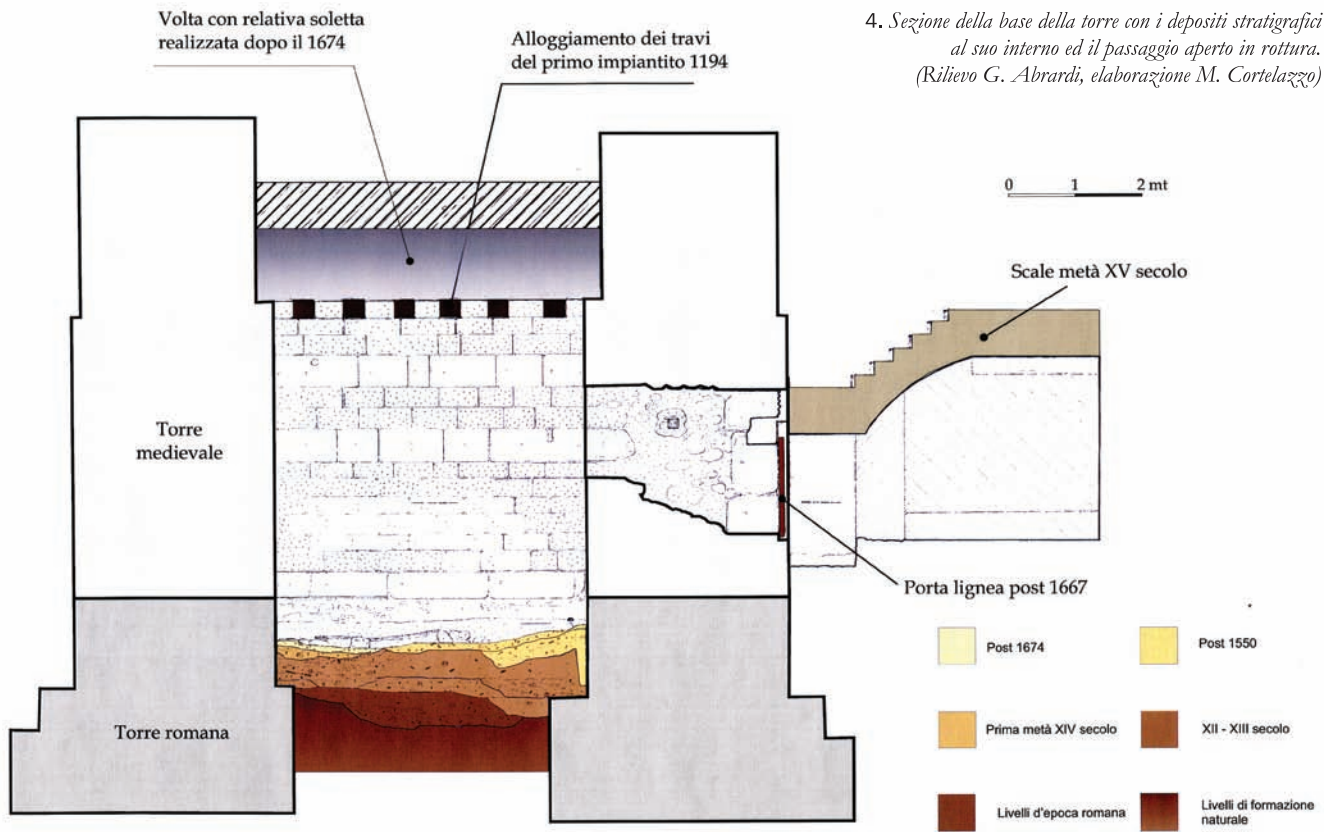 Volta con relativa soletta
realizzata dopo il 1674
Alloggiamento dei travi
del primo impiantito 1194
4. Sezione della base della torre con i depositi stratigrafici
al suo interno ed il passaggio aperto in rottura.
(Rilievo G. Abrardi, elaborazione M. Cortelazzo)
0 1 2 mt
Scale metà XV secolo
Torre
medievale
Porta lignea post 1667
Torre romana
Post 1674
Post 1550
Prima metà XIV secolo
XII - XIII secolo
Livelli d'epoca romana
Livelli di formazione
naturale